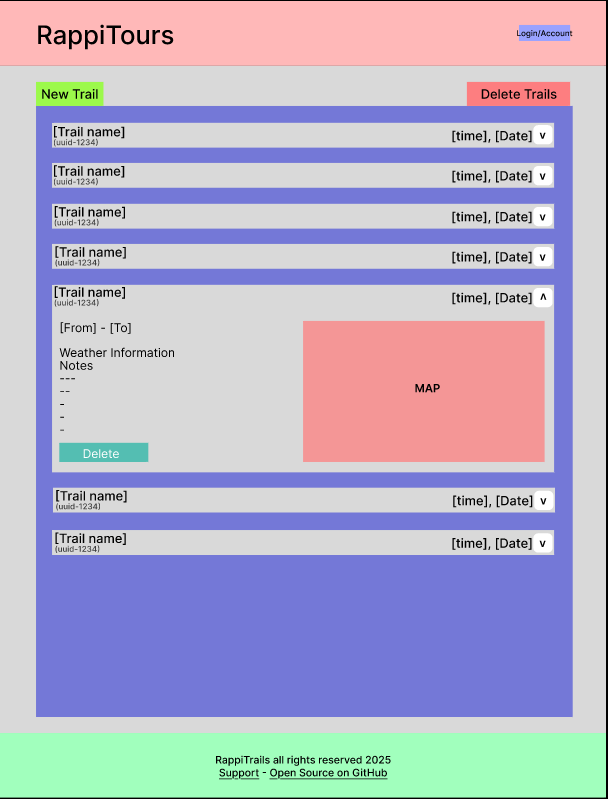 RappiTours
Login/Account
New Trail
Delete Trails
[Trail name]
(uuid-1234)
[time], [Date]
v
[Trail name]
(uuid-1234)
[time], [Date]
v
[Trail name]
(uuid-1234)
[time], [Date]
v
[Trail name]
(uuid-1234)
[time], [Date]
v
[Trail name]
(uuid-1234)
[time], [Date]
^
[From] - [To]
Weather Information
Notes
---
--
-
-
-
Delete
MAP
[Trail name]
(uuid-1234)
[time], [Date]
v
[Trail name]
(uuid-1234)
[time], [Date]
v
RappiTrails all rights reserved 2025
Support - Open Source on GitHub